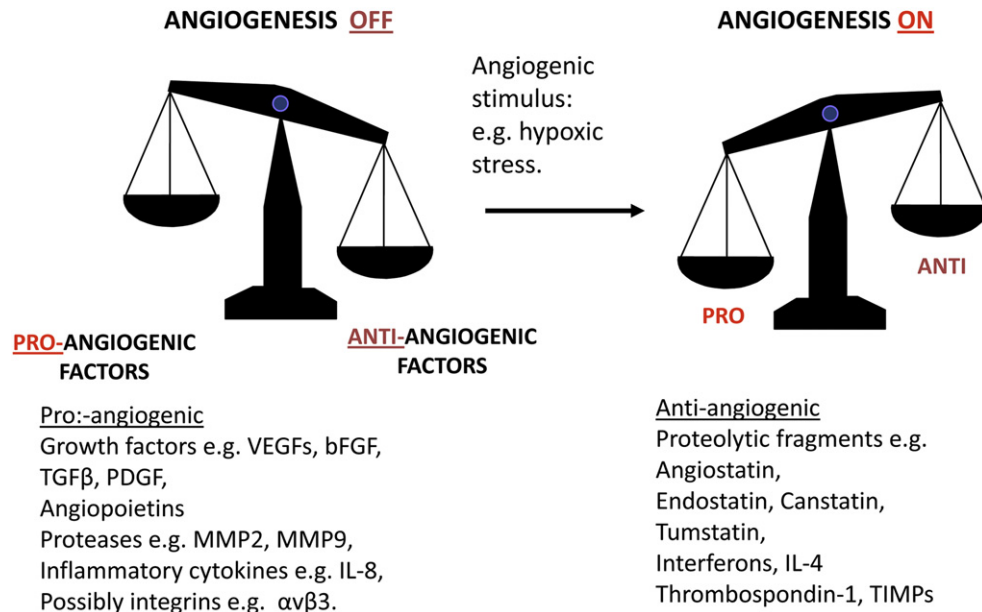 ANGIOGENESIS OFF
ANGIOGENESIS ON
Angiogenic
stimulus:
e.g. hypoxic
stress.
ANTI
PRO
PRO-ANGIOGENIC
FACTORS
ANTI-ANGIOGENIC
FACTORS
Pro:-angiogenic
Growth factors e.g. VEGFs, bFGF,
TGFβ, PDGF,
Angiopoietins
Proteases e.g. MMP2, MMP9,
Inflammatory cytokines e.g. IL-8,
Possibly integrins e.g. αvβ3.
Anti-angiogenic
Proteolytic fragments e.g.
Angiostatin,
Endostatin, Canstatin,
Tumstatin,
Interferons, IL-4
Thrombospondin-1, TIMPs